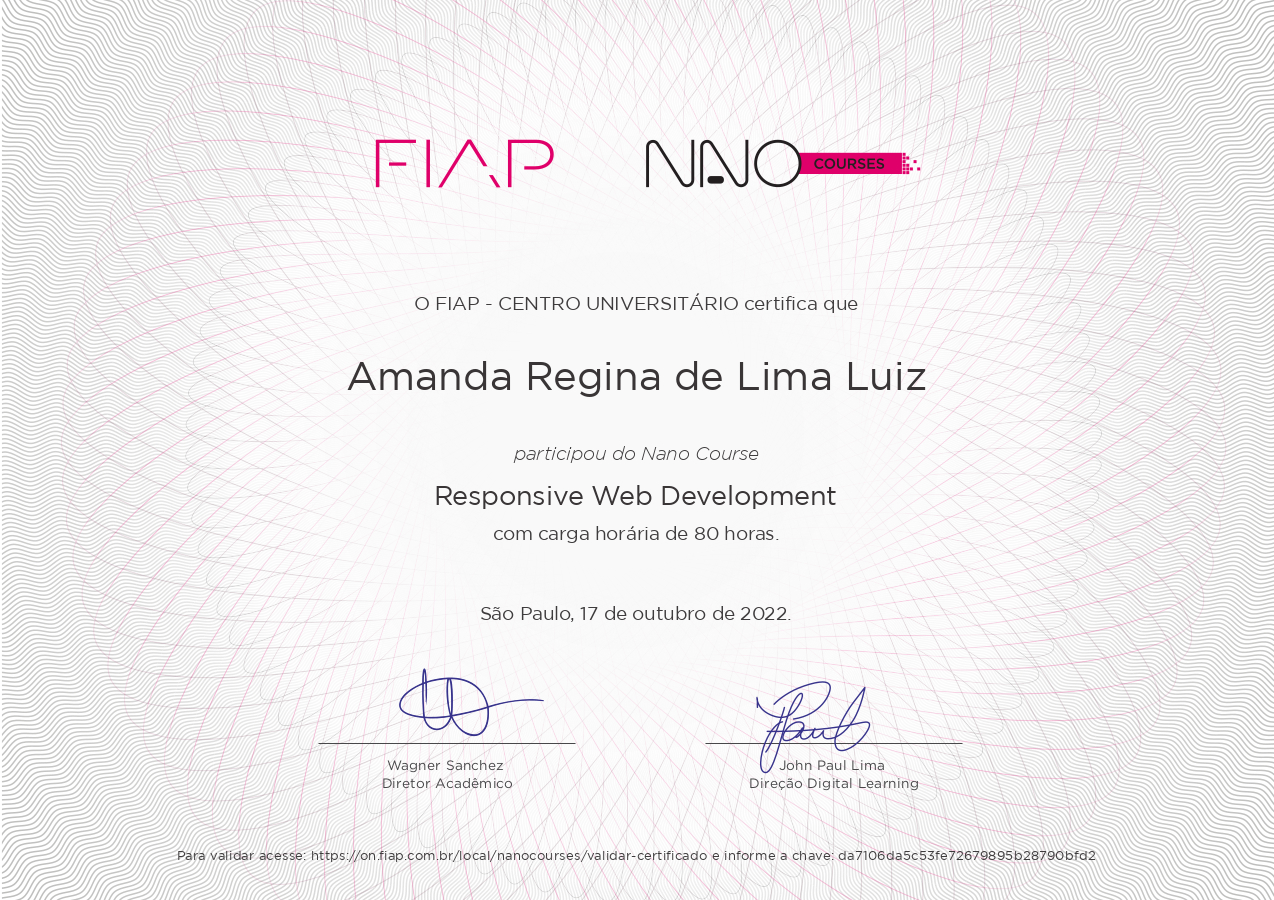 FIAP NANO COURSES
O FIAP - CENTRO UNIVERSITÁRIO certifica que
Amanda Regina de Lima Luiz
participou do Nano Course
Responsive Web Development
com carga horária de 80 horas.
São Paulo, 17 de outubro de 2022.
Wagner Sanchez
Diretor Acadêmico
John Paul Lima
Direção Digital Learning
Para validar acesse: https://on.fiap.com.br/local/nanocourses/validar-certificado e informe a chave: da7106da5c53fe72679895b28790bfd2